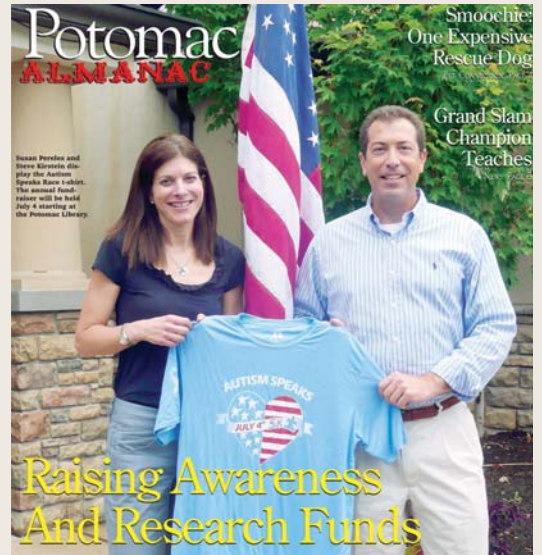 Potomac
ALMANAC
Smoochie:
One Expensive
Rescue Dog
Grand Slam
Champion
Teaches
Susan Pereles and
Steve Kirstein dis-
play the Autism
Speaks Race t-shirt.
The annual fund-
raiser will be held
July 4 starting at
the Potomac Library.
AUTISM SPEAKS
JULY 4 5K
Raising Awareness
And Research Funds